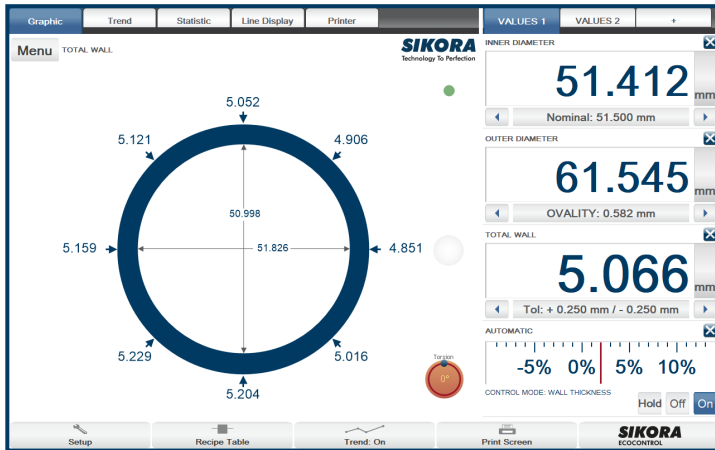 Graphic Trend Statistic Line Display Printer VALUES 1 VALUES 2 +
Menu TOTAL WALL
SIKORA
Technology To Perfection
5.052
5.121 4.906
50.998
5.159 51.826 4.851
5.229 5.016
5.204
Torsion
0°
INNER DIAMETER
51.412 mm
Nominal: 51.500 mm
OUTER DIAMETER
61.545 mm
OVALITY: 0.582 mm
TOTAL WALL
5.066 mm
Tol: + 0.250 mm / - 0.250 mm
AUTOMATIC
-5% 0% 5% 10%
CONTROL MODE: WALL THICKNESS
Hold Off On
Setup Recipe Table Trend: On Print Screen
SIKORA
ECOCONTROL